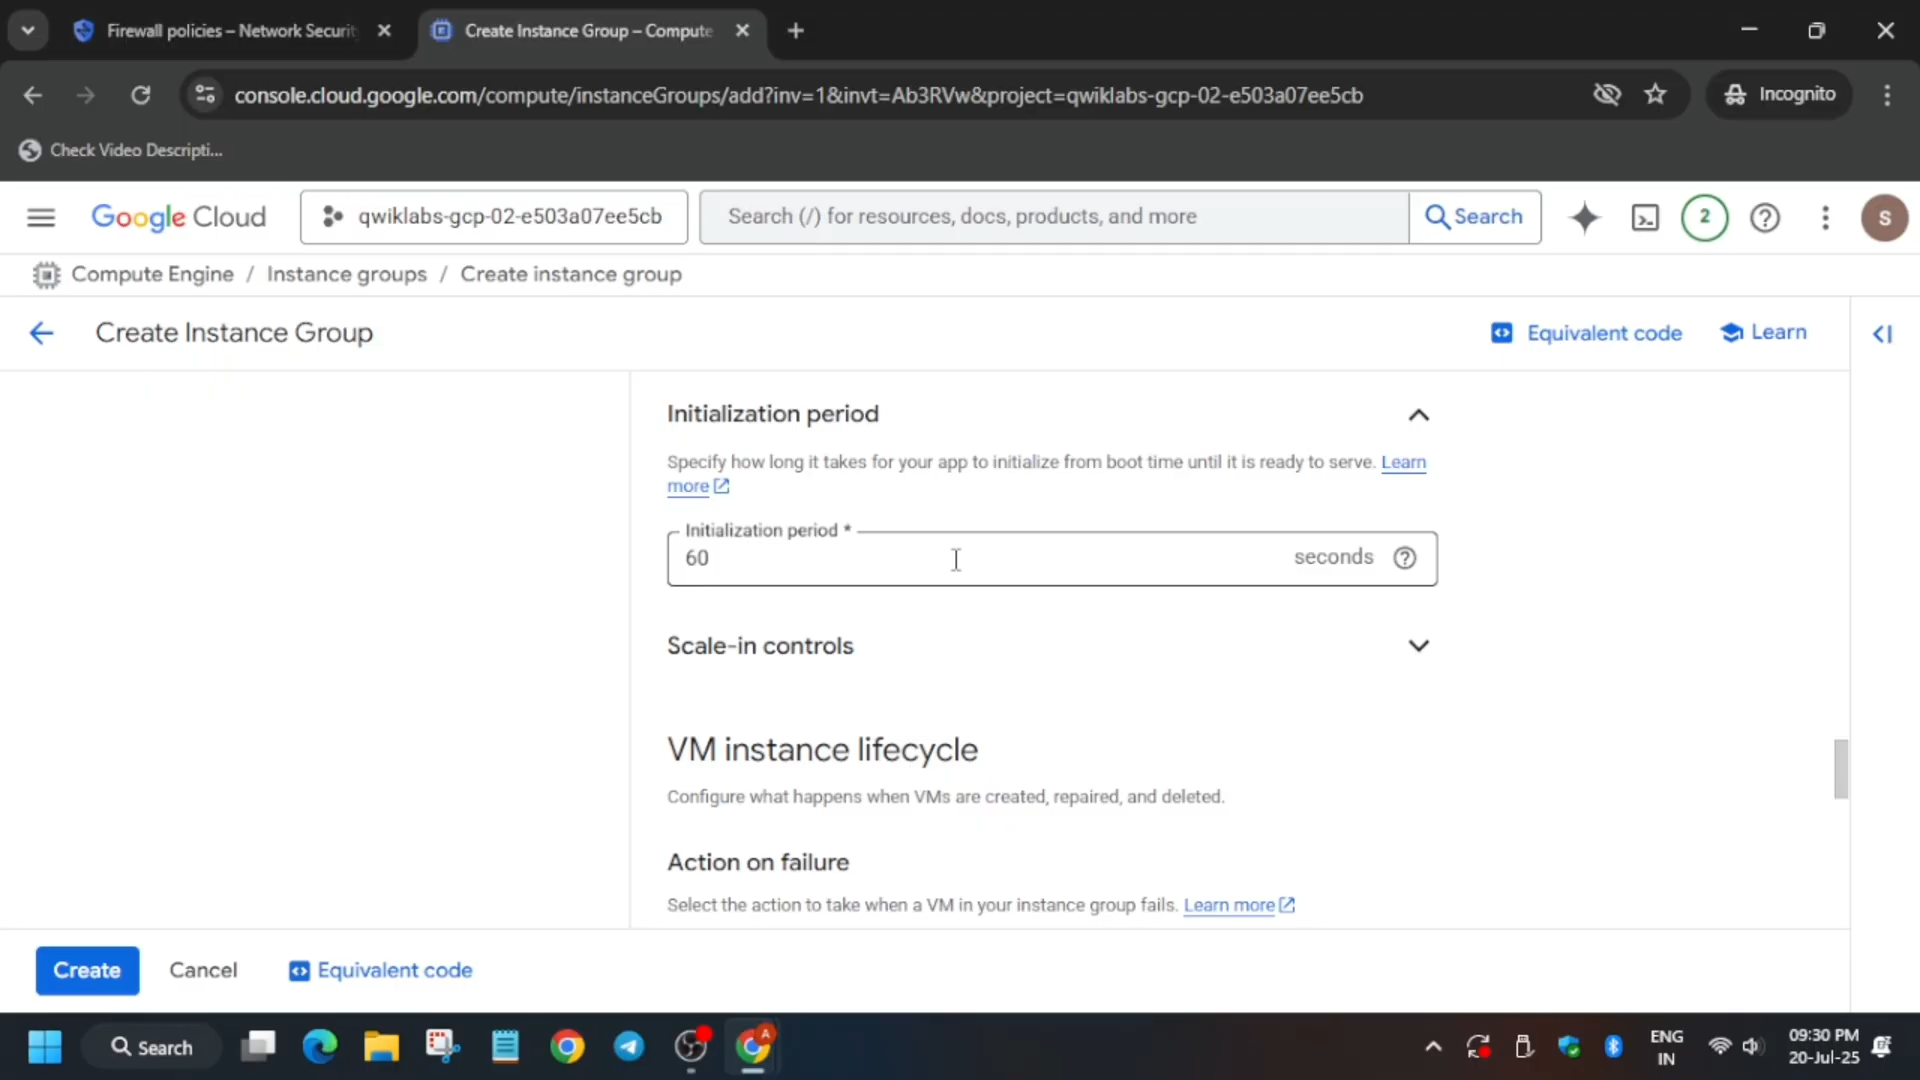 Firewall policies – Network Securit
Create Instance Group – Compute
console.cloud.google.com/compute/instanceGroups/add?inv=1&invt=Ab3RVw&project=qwiklabs-gcp-02-e503a07ee5cb
Incognito
Check Video Descripti...
Google Cloud
qwiklabs-gcp-02-e503a07ee5cb
Search (/) for resources, docs, products, and more
Search
2
S
Compute Engine / Instance groups / Create instance group
Create Instance Group
Equivalent code
Learn
Initialization period
Specify how long it takes for your app to initialize from boot time until it is ready to serve. Learn
more
Initialization period *
60
seconds
Scale-in controls
VM instance lifecycle
Configure what happens when VMs are created, repaired, and deleted.
Action on failure
Select the action to take when a VM in your instance group fails. Learn more
Create
Cancel
Equivalent code
Search
A
ENG
IN
09:30 PM
20-Jul-25